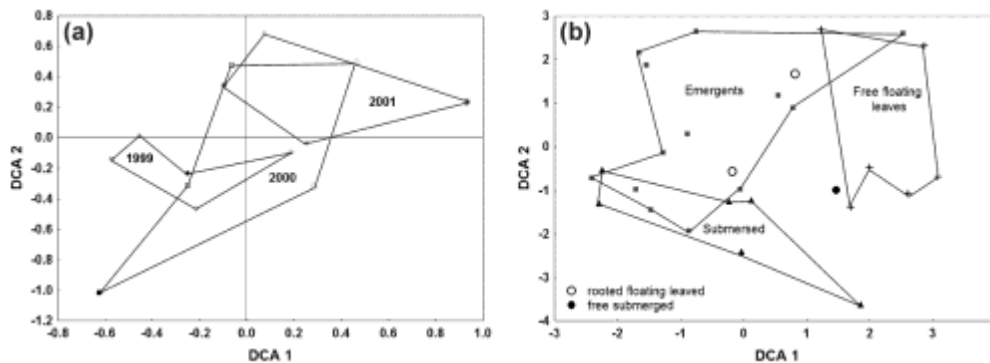 (a)
0.8
0.6
0.4
0.2
0.0
-0.2
-0.4
-0.6
-0.8
-1.0
-1.2
DCA 2
2001
1999
2000
-0.8 -0.6 -0.4 -0.2 0.0 0.2 0.4 0.6 0.8 1.0
DCA 1
(b)
3
2
1
0
-1
-2
-3
-4
DCA 2
Emergents
Free floating
leaves
Submersed
rooted floating leaved
free submerged
-3 -2 -1 0 1 2 3
DCA 1